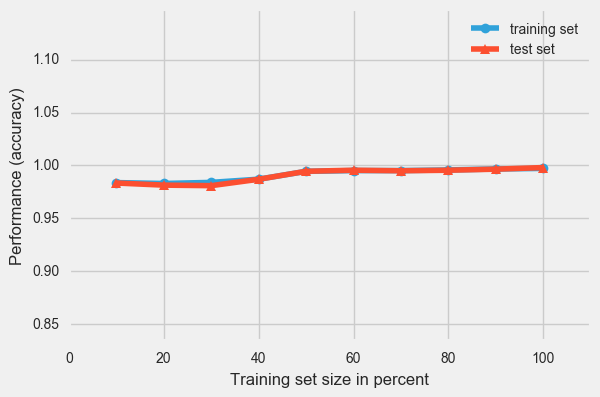 training set
test set
1.10
1.05
1.00
0.95
0.90
0.85
Performance (accuracy)
0 20 40 60 80 100
Training set size in percent